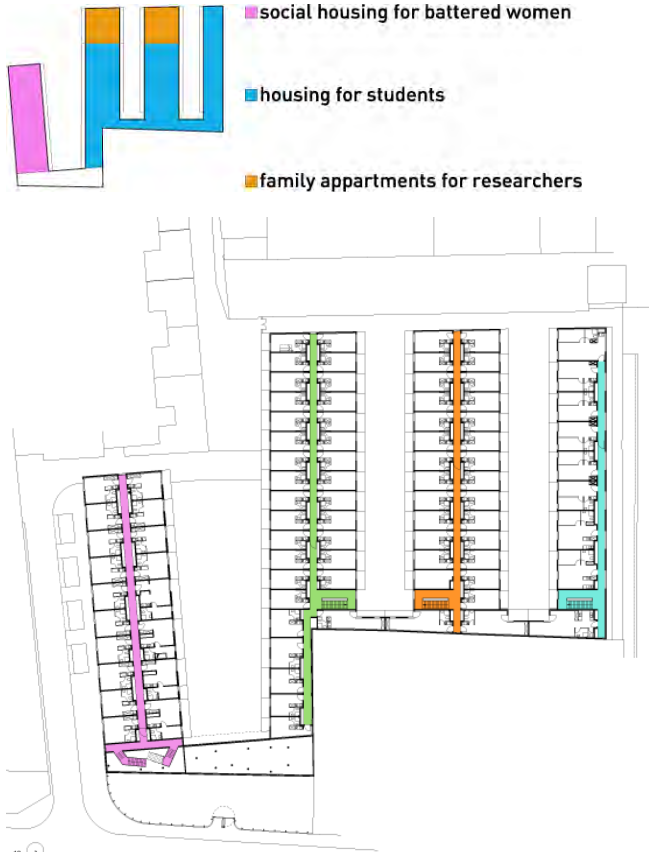 social housing for battered women
housing for students
family appartments for researchers